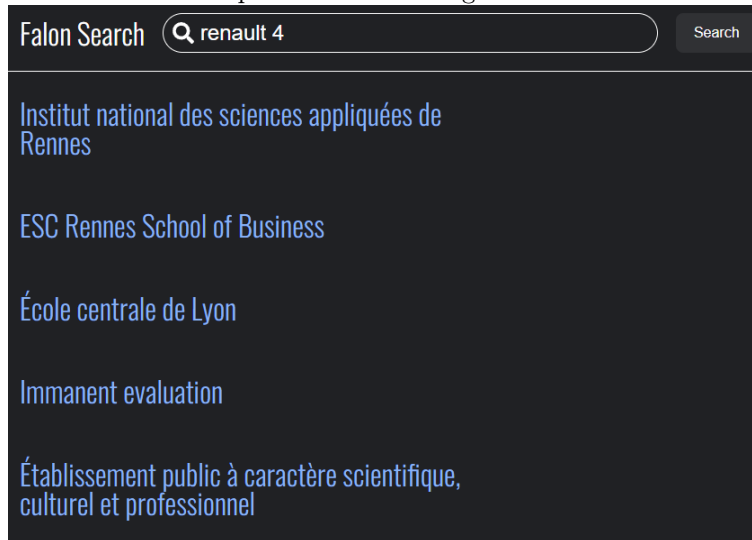 Falon Search renault 4 Search
Institut national des sciences appliquées de
Rennes
ESC Rennes School of Business
École centrale de Lyon
Immanent evaluation
Établissement public à caractère scientifique,
culturel et professionnel